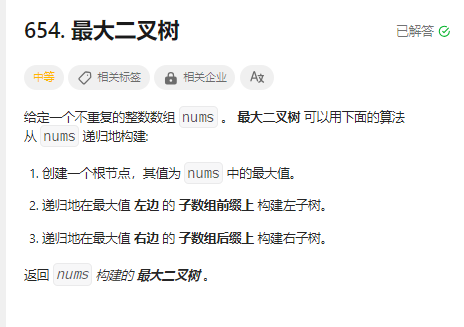 654. 最大二叉树
已解答
中等 相关标签 相关企业 Aあ
给定一个不重复的整数数组 nums 。 最大二叉树 可以用下面的算法
从 nums 递归地构建:
1. 创建一个根节点，其值为 nums 中的最大值。
2. 递归地在最大值 左边 的 子数组前缀上 构建左子树。
3. 递归地在最大值 右边 的 子数组后缀上 构建右子树。
返回 nums 构建的 最大二叉树 。